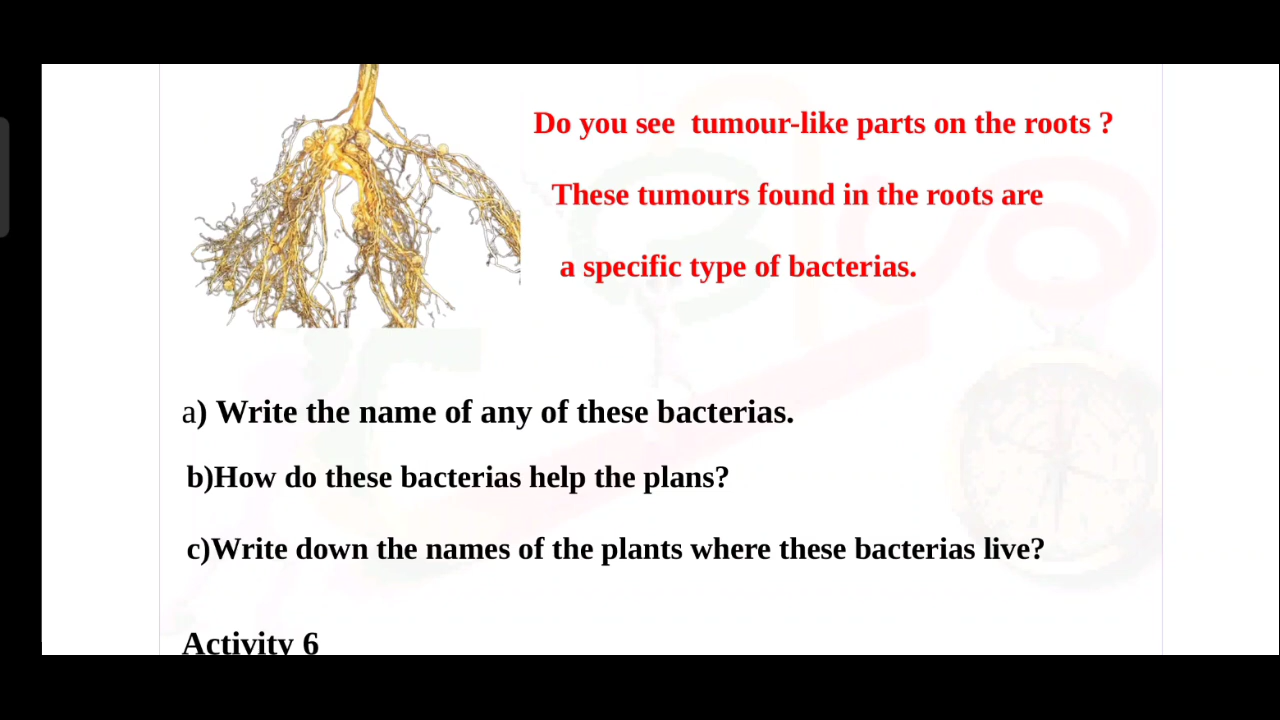 Do you see tumour-like parts on the roots ?
These tumours found in the roots are
a specific type of bacterias.
a) Write the name of any of these bacterias.
b)How do these bacterias help the plans?
c)Write down the names of the plants where these bacterias live?
Activity 6